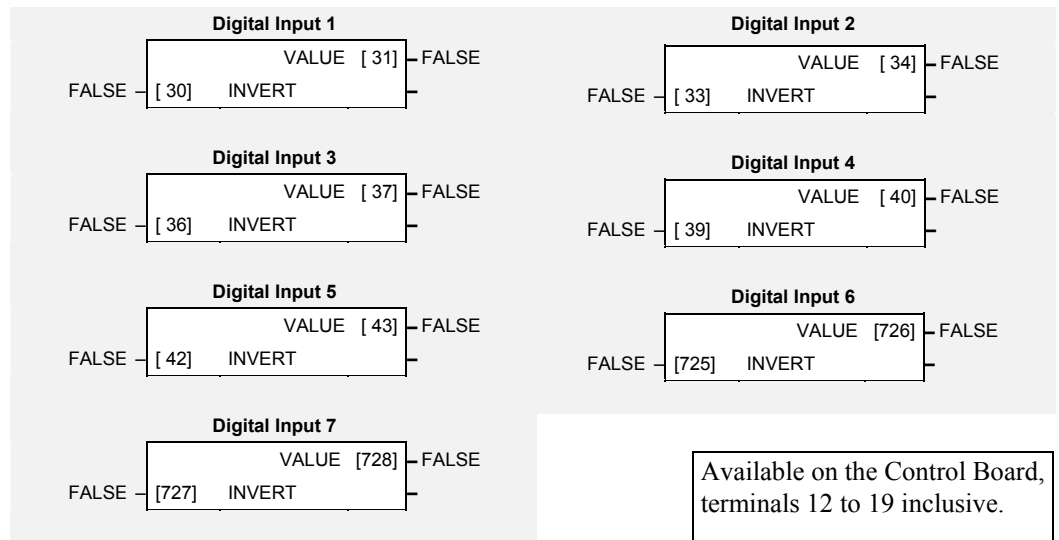 Digital Input 1
VALUE [ 31] FALSE
FALSE [ 30] INVERT
Digital Input 2
VALUE [ 34] FALSE
FALSE [ 33] INVERT
Digital Input 3
VALUE [ 37] FALSE
FALSE [ 36] INVERT
Digital Input 4
VALUE [ 40] FALSE
FALSE [ 39] INVERT
Digital Input 5
VALUE [ 43] FALSE
FALSE [ 42] INVERT
Digital Input 6
VALUE [726] FALSE
FALSE [725] INVERT
Digital Input 7
VALUE [728] FALSE
FALSE [727] INVERT
Available on the Control Board,
terminals 12 to 19 inclusive.